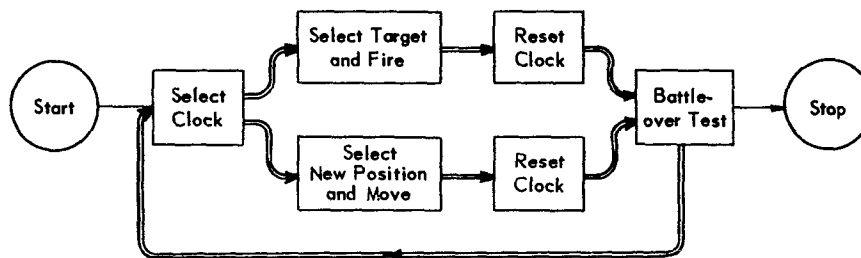 Start
Select
Clock
Select Target
and Fire
Reset
Clock
Select
New Position
and Move
Reset
Clock
Battle-
over Test
Stop